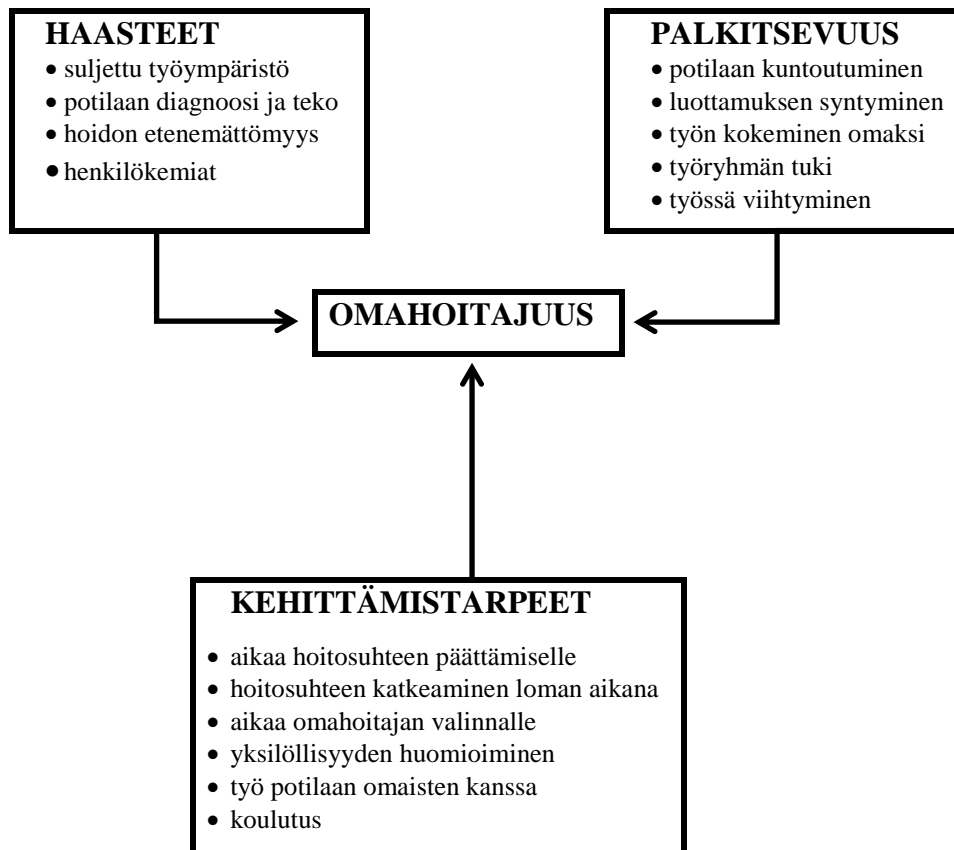 HAASTEET
• suljettu työympäristö
• potilaan diagnoosi ja teko
• hoidon etenemättömyys
• henkilökemiat
PALKITSEVUUS
• potilaan kuntoutuminen
• luottamuksen syntyminen
• työn kokeminen omaksi
• työryhmän tuki
• työssä viihtyminen
OMAHOITAJUUS
KEHITTÄMISTARPEET
• aikaa hoitosuhteen päättämiselle
• hoitosuhteen katkeaminen loman aikana
• aikaa omahoitajan valinnalle
• yksilöllisyyden huomioiminen
• työ potilaan omaisten kanssa
• koulutus